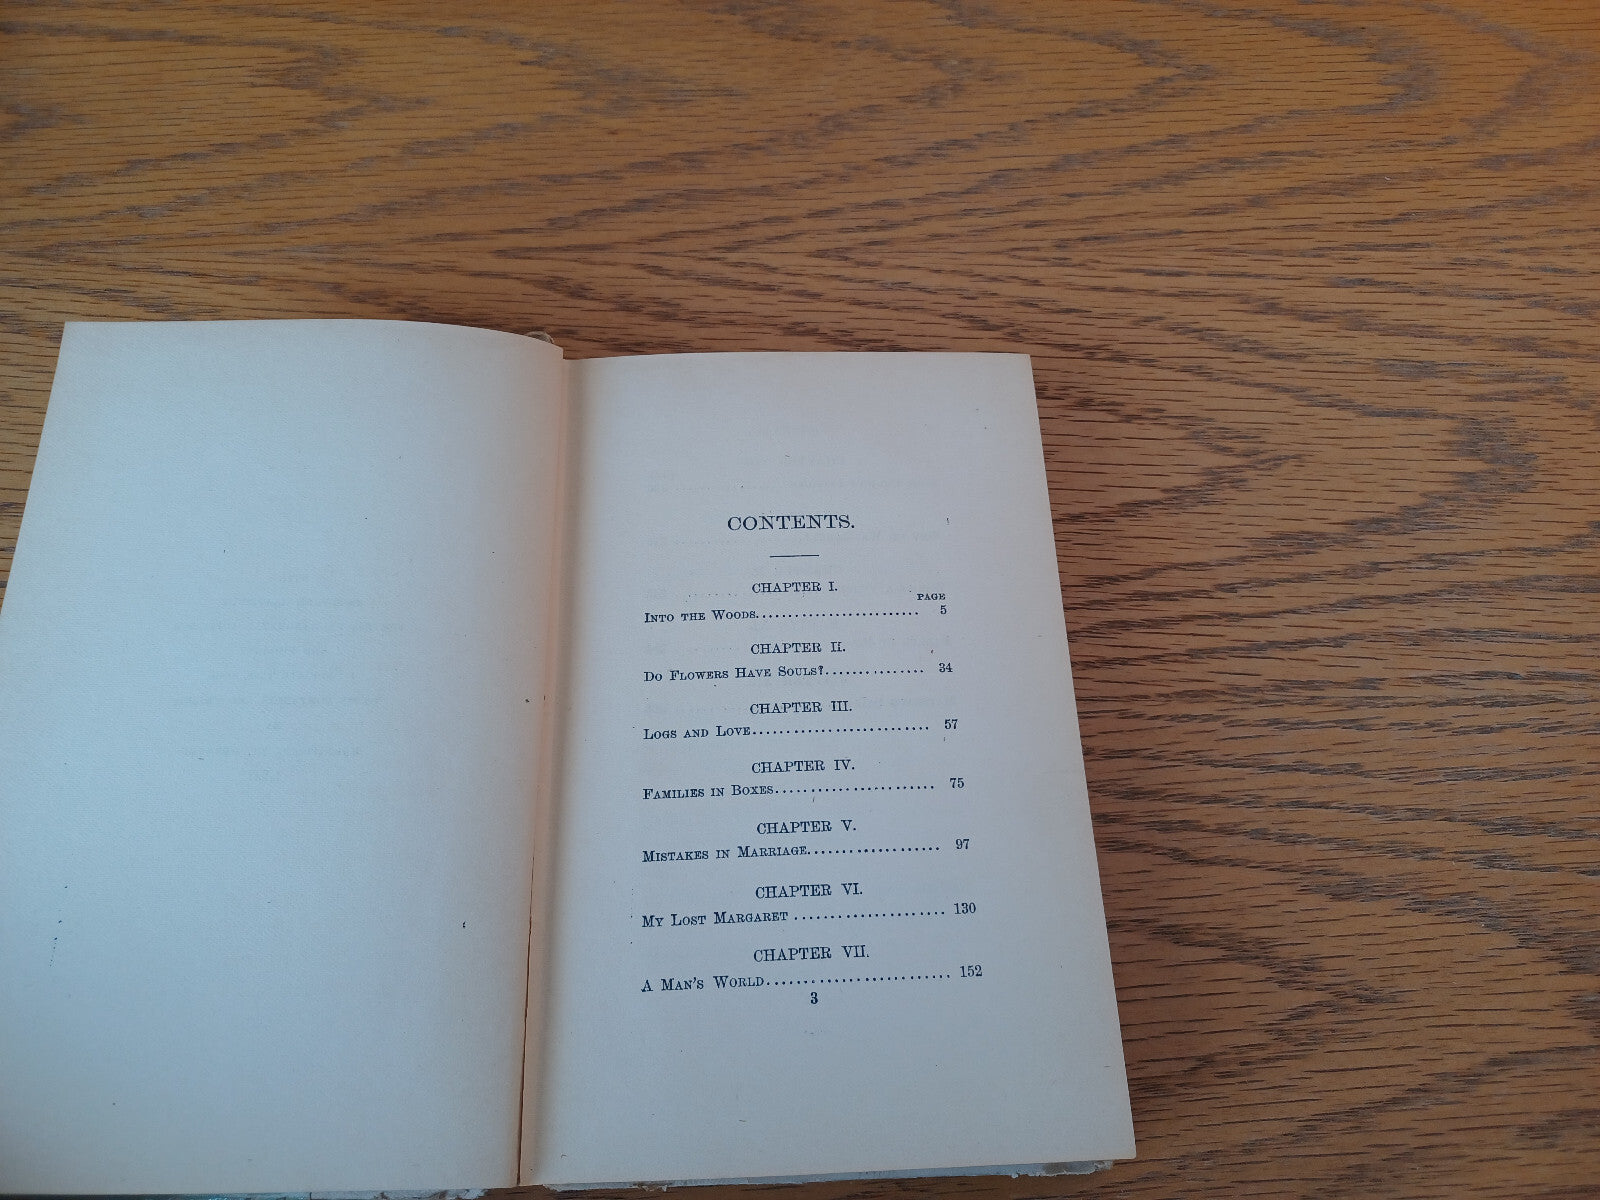 CONTENTS.
CHAPTER I.
PAGE
INTO THE WOODS........................ 5
CHAPTER II.
DO FLOWERS HAVE SOULS?............... 34
CHAPTER III.
LOGS AND LOVE.......................... 57
CHAPTER IV.
FAMILIES IN BOXES....................... 75
CHAPTER V.
MISTAKES IN MARRIAGE................... 97
CHAPTER VI.
MY LOST MARGARET ..................... 130
CHAPTER VII.
A MAN'S WORLD.......................... 152
3